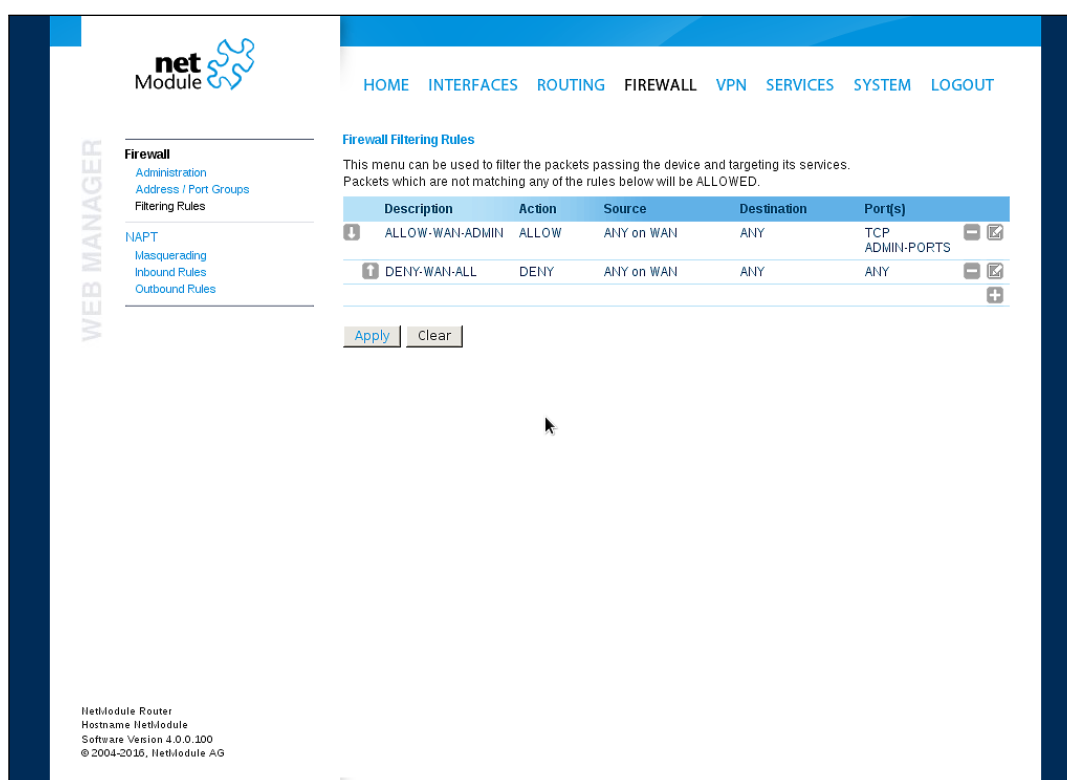 net
Module
HOME INTERFACES ROUTING FIREWALL VPN SERVICES SYSTEM LOGOUT
WEB MANAGER
Firewall
Administration
Address / Port Groups
Filtering Rules
NAPT
Masquerading
Inbound Rules
Outbound Rules
Firewall Filtering Rules
This menu can be used to filter the packets passing the device and targeting its services.
Packets which are not matching any of the rules below will be ALLOWED.
Description Action Source Destination Port(s)
ALLOW-WAN-ADMIN ALLOW ANY on WAN ANY TCP
ADMIN-PORTS
DENY-WAN-ALL DENY ANY on WAN ANY ANY
Apply Clear
NetModule Router
Hostname NetModule
Software Version 4.0.0.100
© 2004-2016, NetModule AG